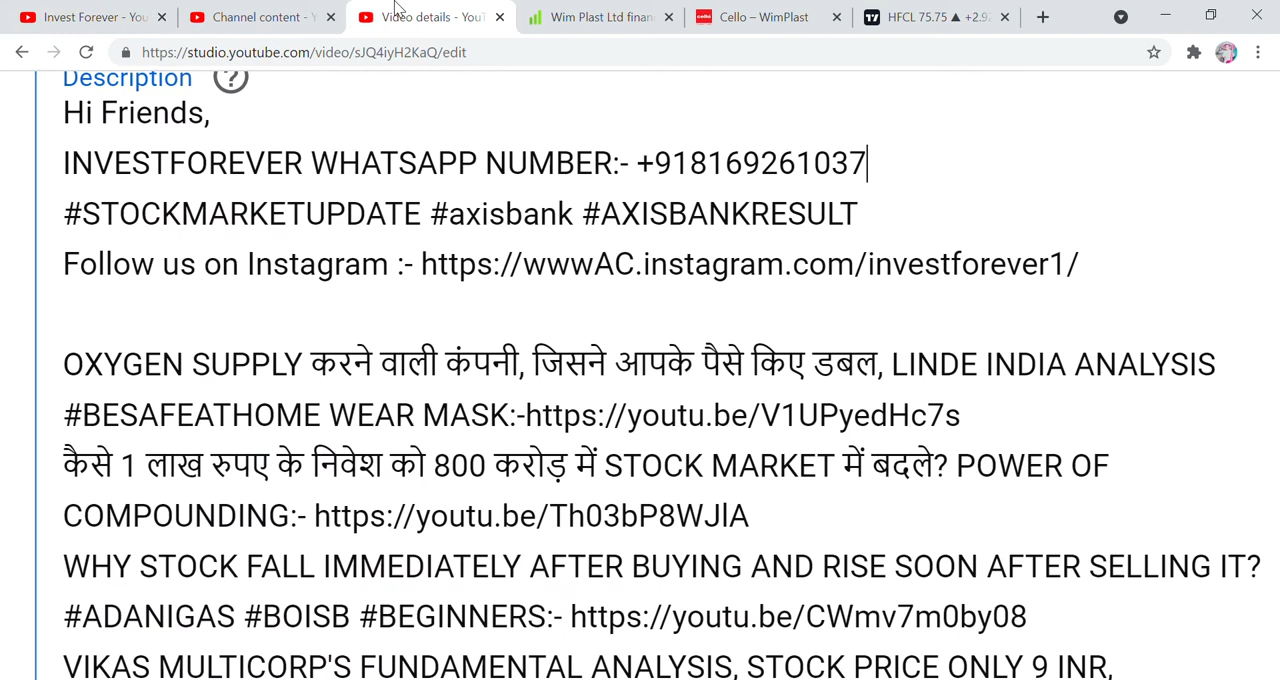 Invest Forever - You
Channel content - Y
Video details - YouT
Wim Plast Ltd finan
Cello – WimPlast
HFCL 75.75 ▲ +2.92
https://studio.youtube.com/video/sJQ4iyH2KaQ/edit
Description
Hi Friends,
INVESTFOREVER WHATSAPP NUMBER:- +918169261037
#STOCKMARKETUPDATE #axisbank #AXISBANKRESULT
Follow us on Instagram :- https://wwwAC.instagram.com/investforever1/
OXYGEN SUPPLY करने वाली कंपनी, जिसने आपके पैसे किए डबल, LINDE INDIA ANALYSIS
#BESAFEATHOME WEAR MASK:-https://youtu.be/V1UPyedHc7s
कैसे 1 लाख रुपए के निवेश को 800 करोड़ में STOCK MARKET में बदले? POWER OF
COMPOUNDING:- https://youtu.be/Th03bP8WJlA
WHY STOCK FALL IMMEDIATELY AFTER BUYING AND RISE SOON AFTER SELLING IT?
#ADANIGAS #BOISB #BEGINNERS:- https://youtu.be/CWmv7m0by08
VIKAS MULTICORP'S FUNDAMENTAL ANALYSIS, STOCK PRICE ONLY 9 INR,